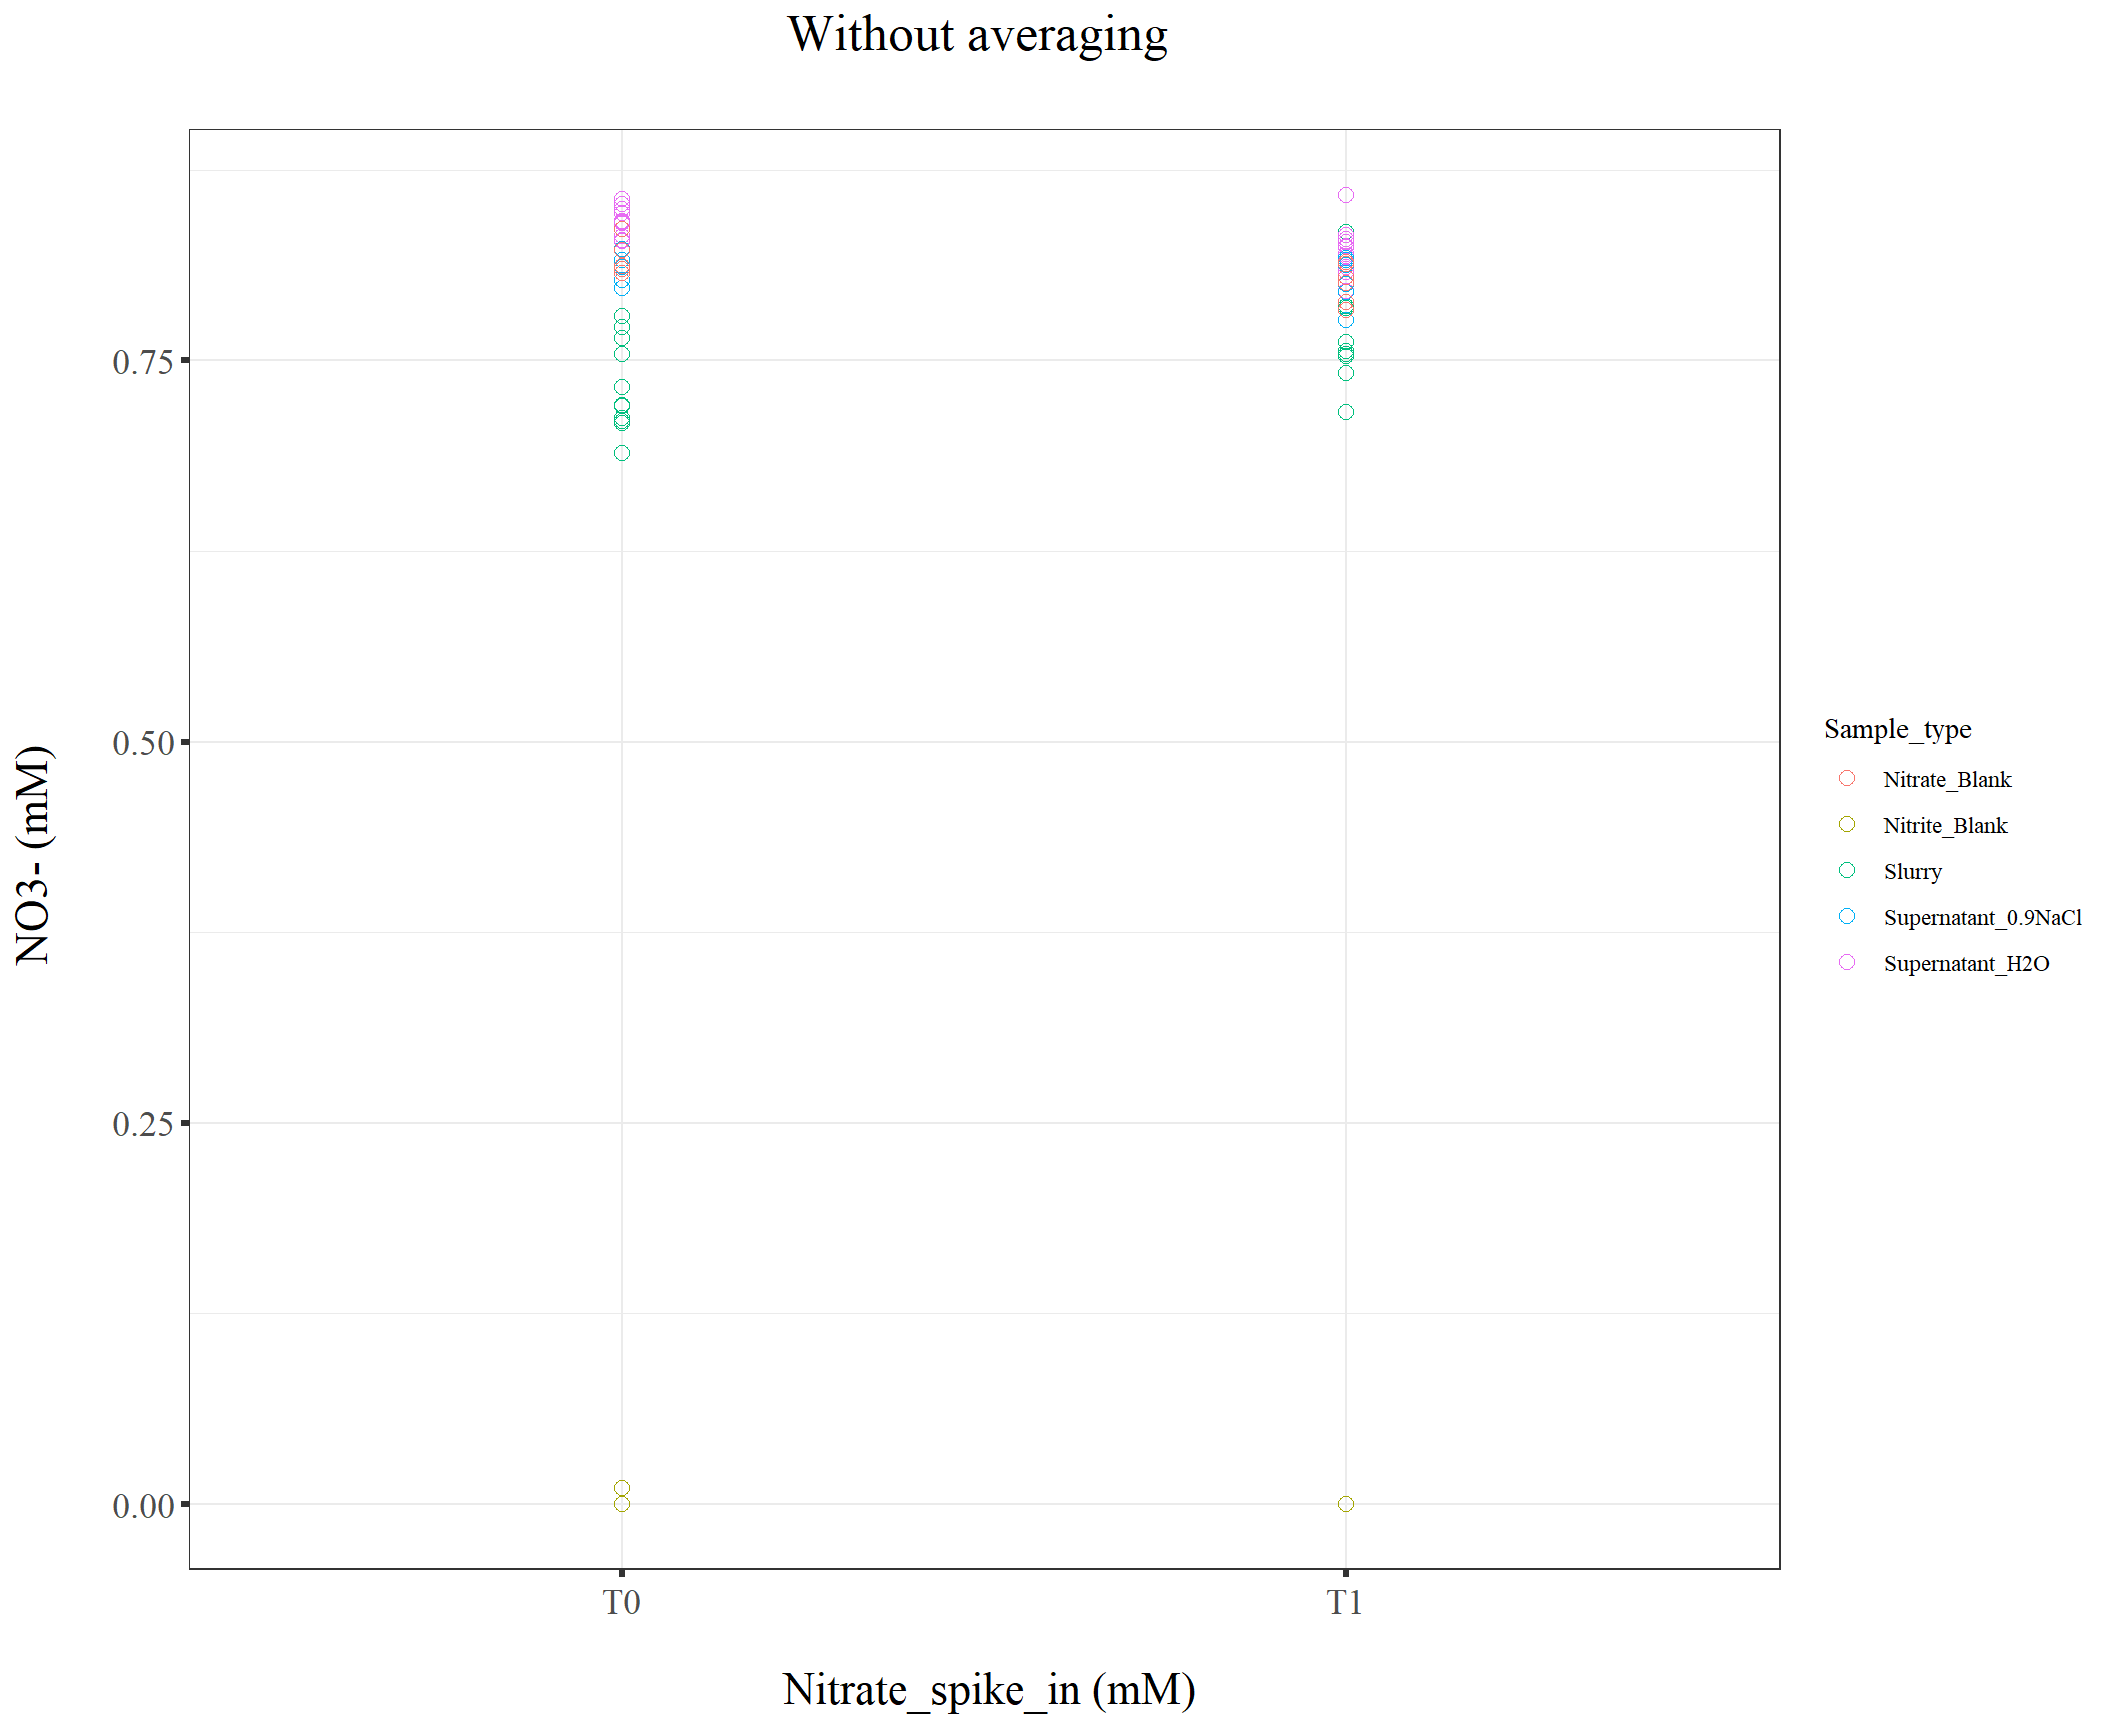 Without averaging
NO3- (mM)
0.75
0.50
0.25
0.00
T0
T1
Nitrate_spike_in (mM)
Sample_type
Nitrate_Blank
Nitrite_Blank
Slurry
Supernatant_0.9NaCl
Supernatant_H2O